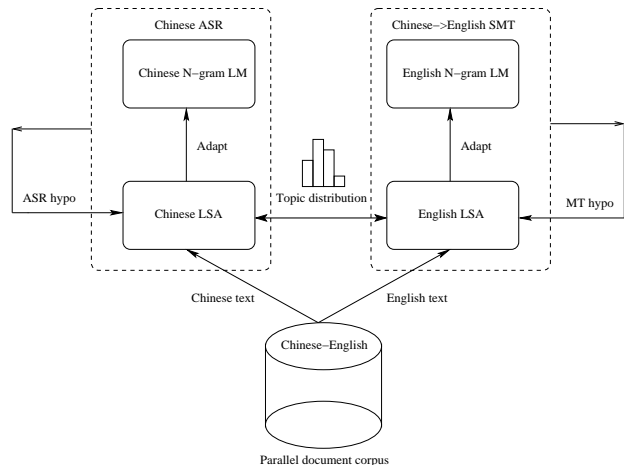 Chinese ASR
Chinese−>English SMT
Chinese N−gram LM
English N−gram LM
Adapt
Adapt
ASR hypo
Chinese LSA
Topic distribution
English LSA
MT hypo
Chinese text
English text
Chinese−English
Parallel document corpus